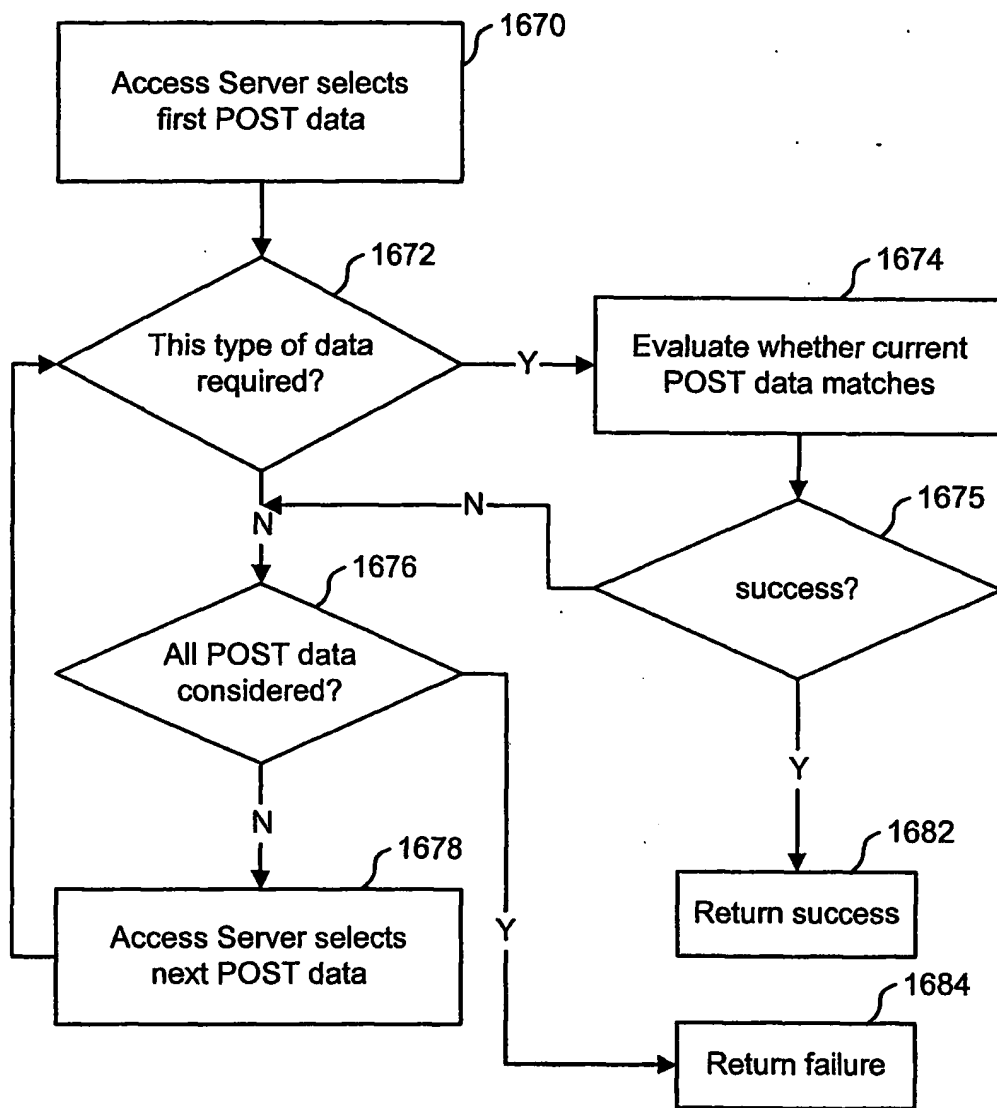 1670
Access Server selects
first POST data
1672
This type of data
required?
Y
1674
Evaluate whether current
POST data matches
N
N
1675
success?
1676
All POST data
considered?
Y
N
1678
Access Server selects
next POST data
Y
1682
Return success
1684
Return failure